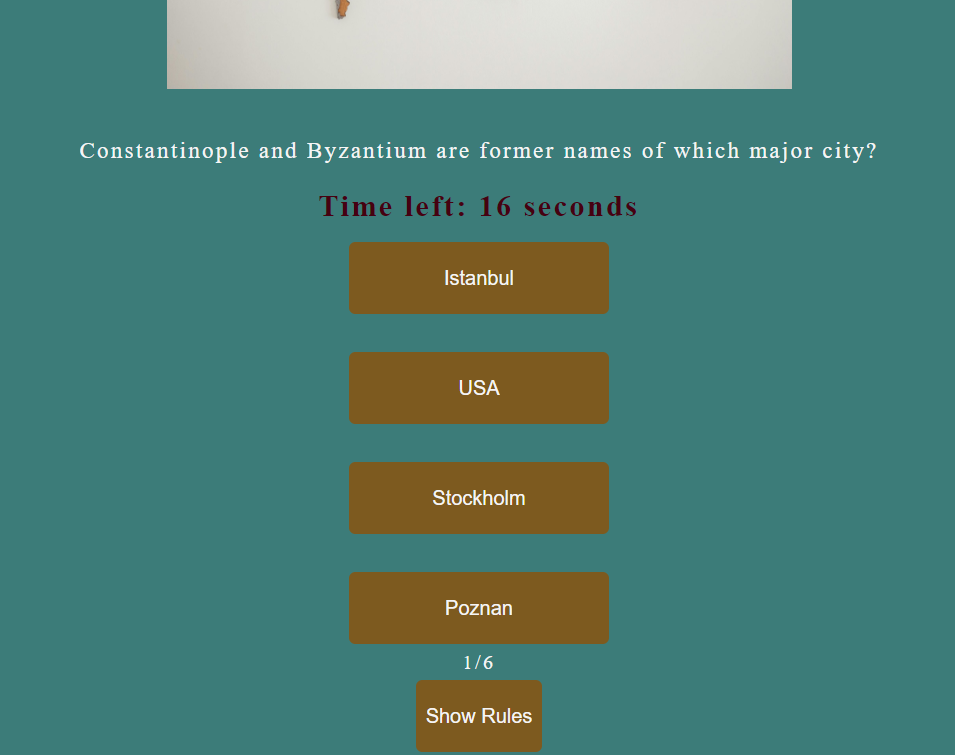 Constantinople and Byzantium are former names of which major city?
Time left: 16 seconds
Istanbul
USA
Stockholm
Poznan
1/6
Show Rules